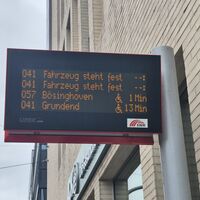 041 Fahrzeug steht fest --:
041 Fahrzeug steht fest --:
057 Bösinghoven 1 Min
041 Grundend 13 Min